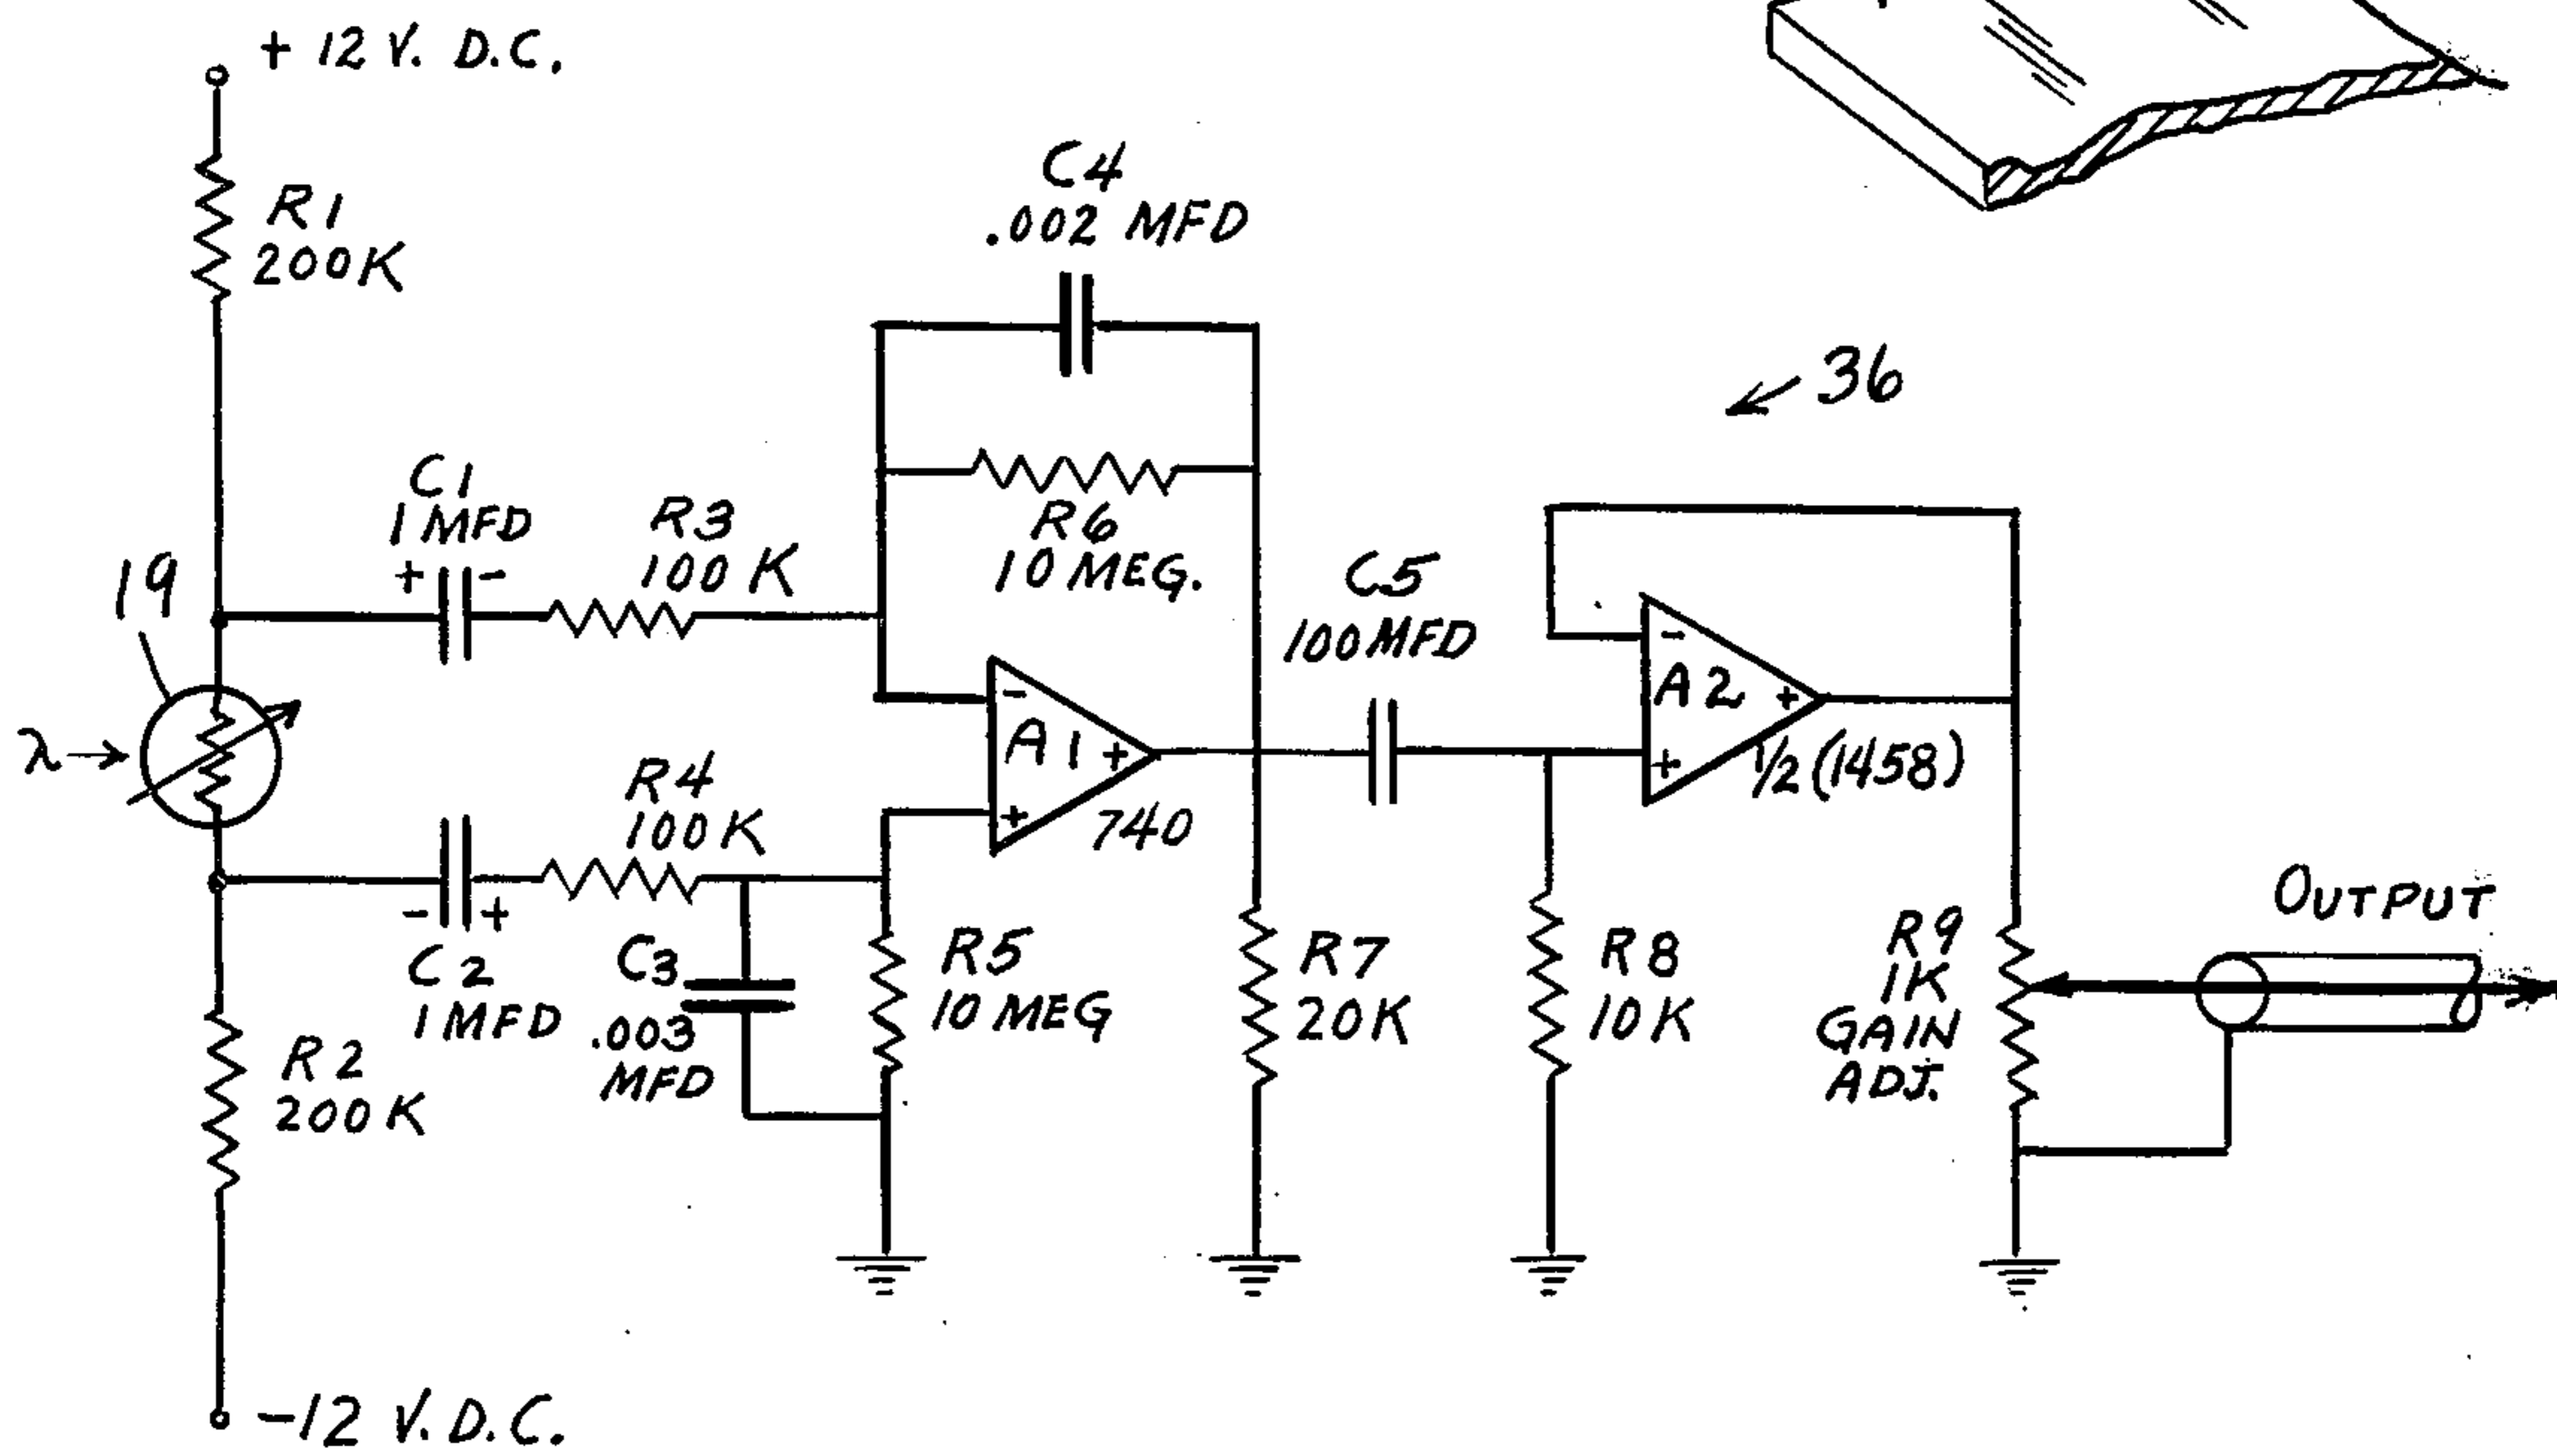 + 12 V. D.C.
R1
200K
C4
.002 MFD
36
C1
1 MFD
+ -
R3
100 K
R6
10 MEG.
C5
100 MFD
19
λ
-
A1 +
+
740
-
A2 +
+
1/2 (1458)
R4
100K
- +
C2
1 MFD
C3
.003
MFD
R5
10 MEG
R7
20K
R8
10K
R9
1K
GAIN
ADJ.
OUTPUT
R2
200K
-12 V.D.C.